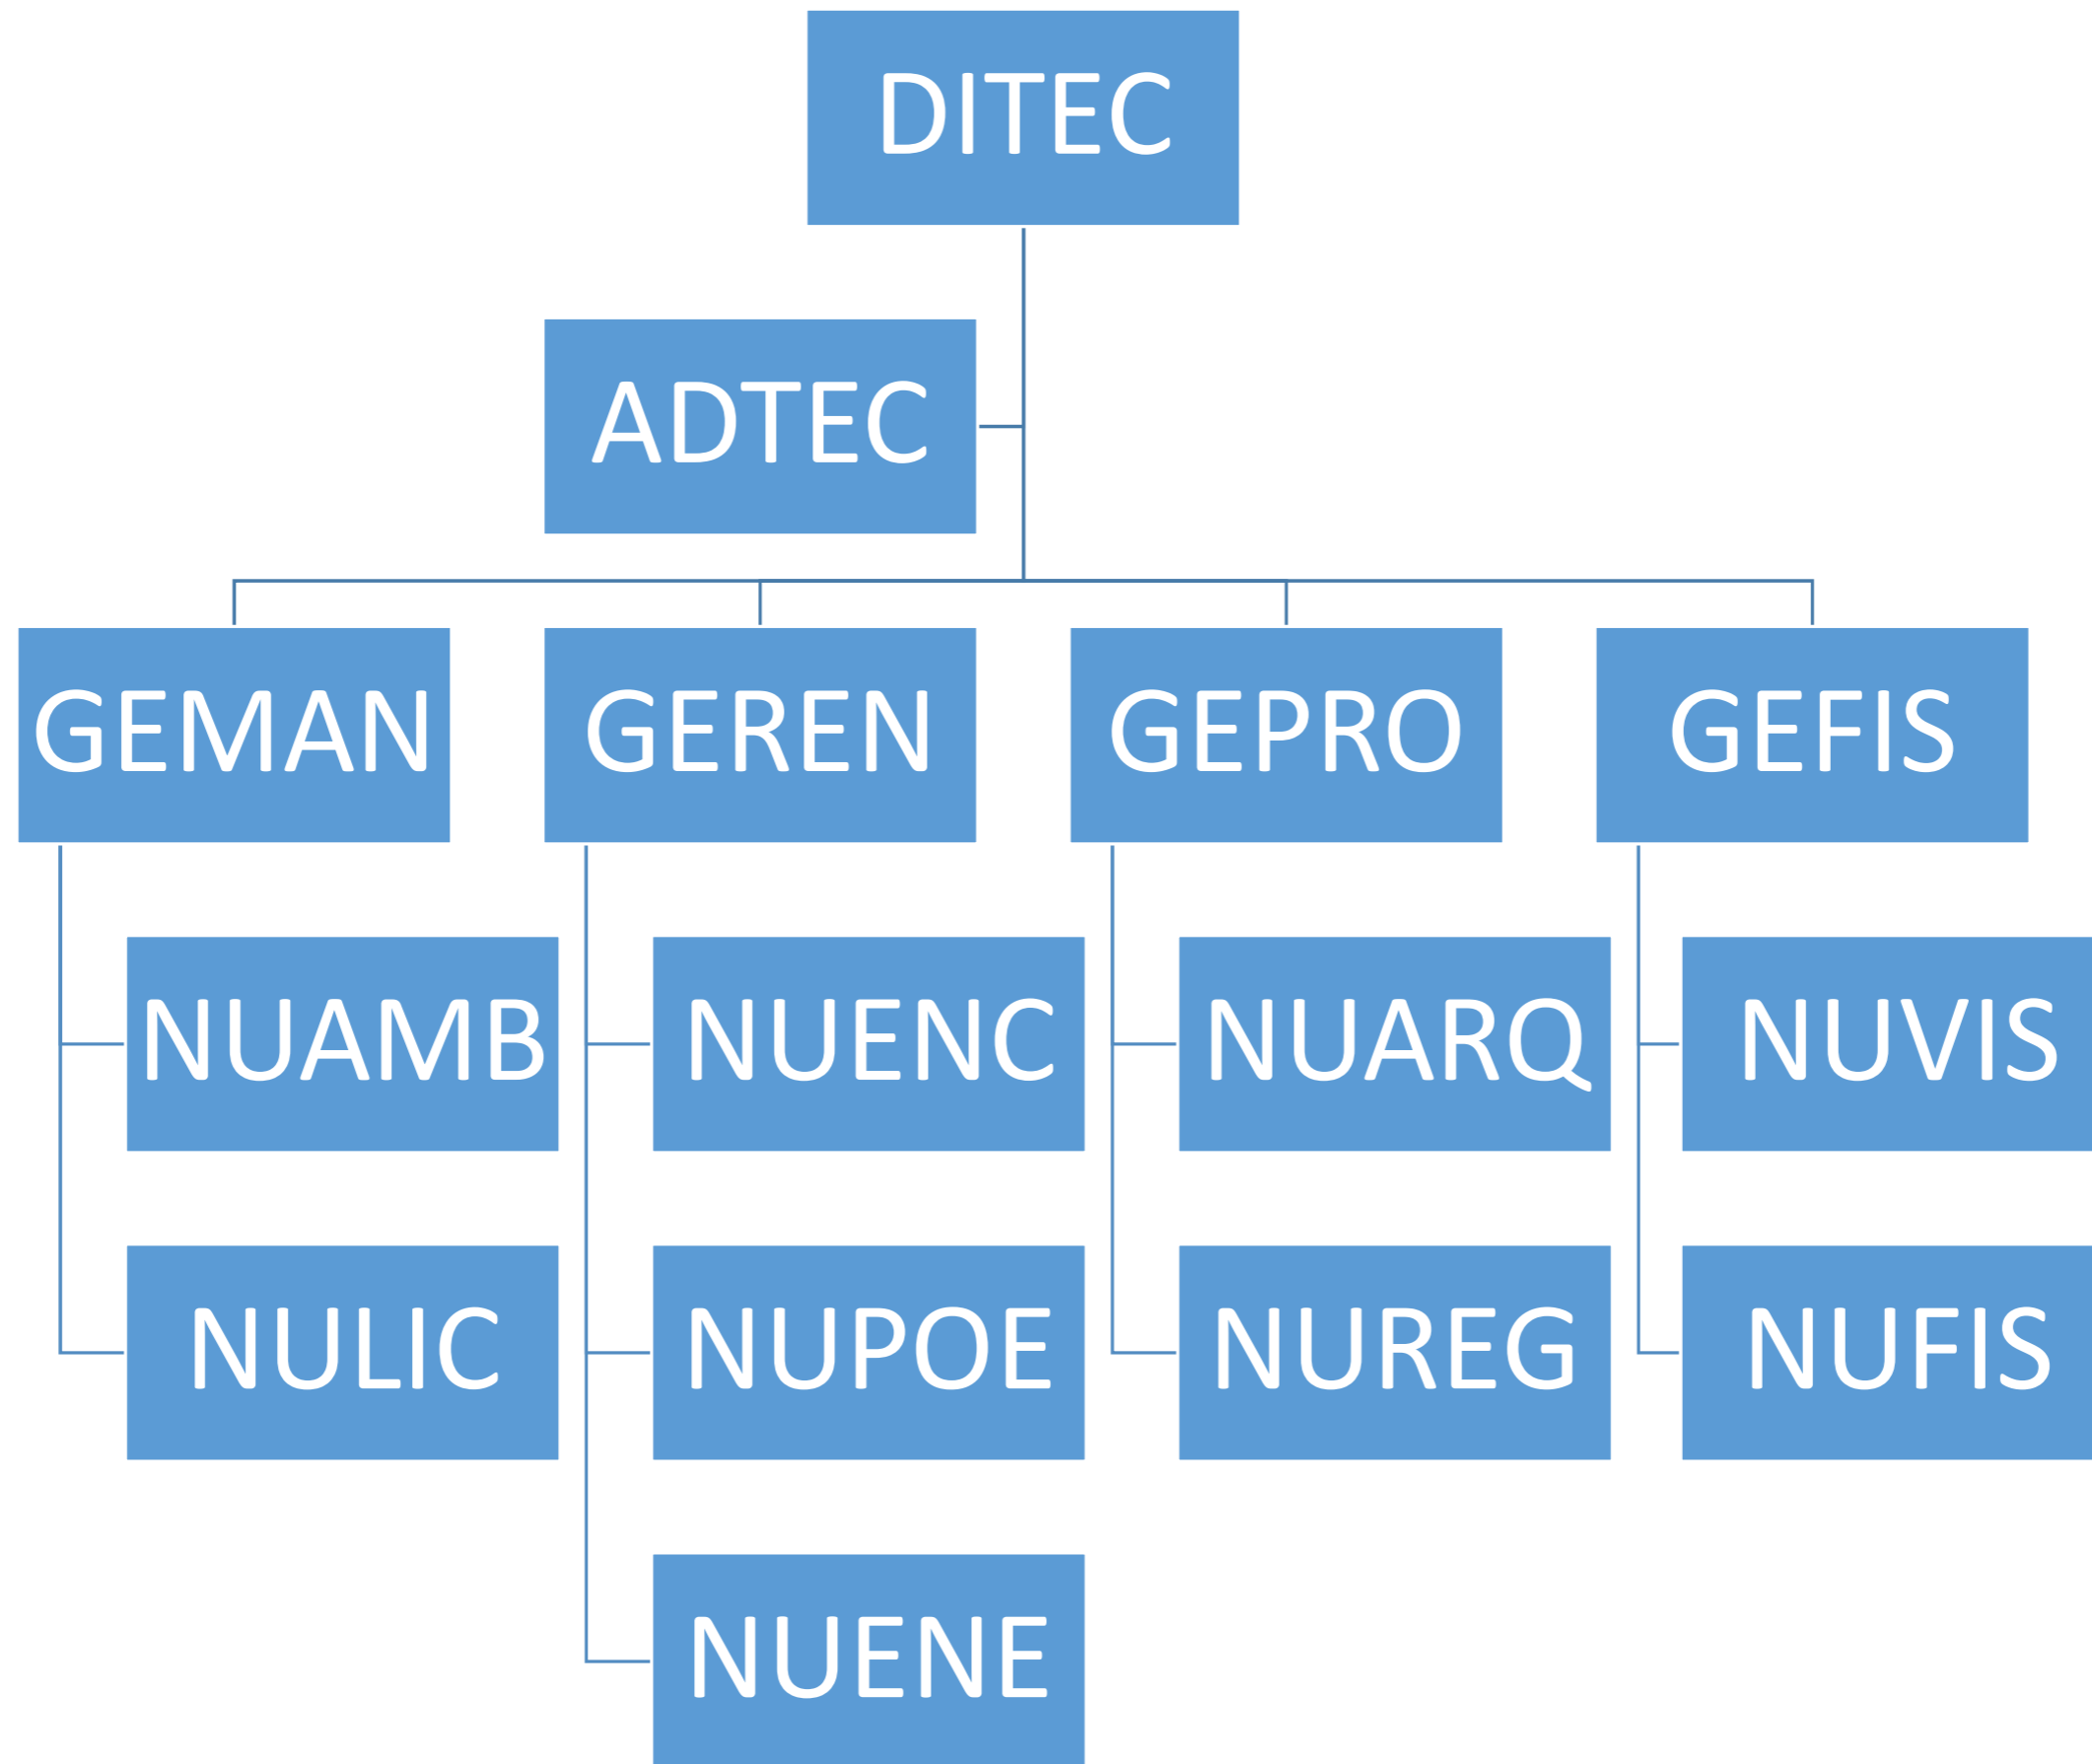 DITEC
ADTEC
GEMAN
GEREN
GEPRO
GEFIS
NUAMB
NUENC
NUARQ
NUVIS
NULIC
NUPOE
NUREG
NUFIS
NUENE